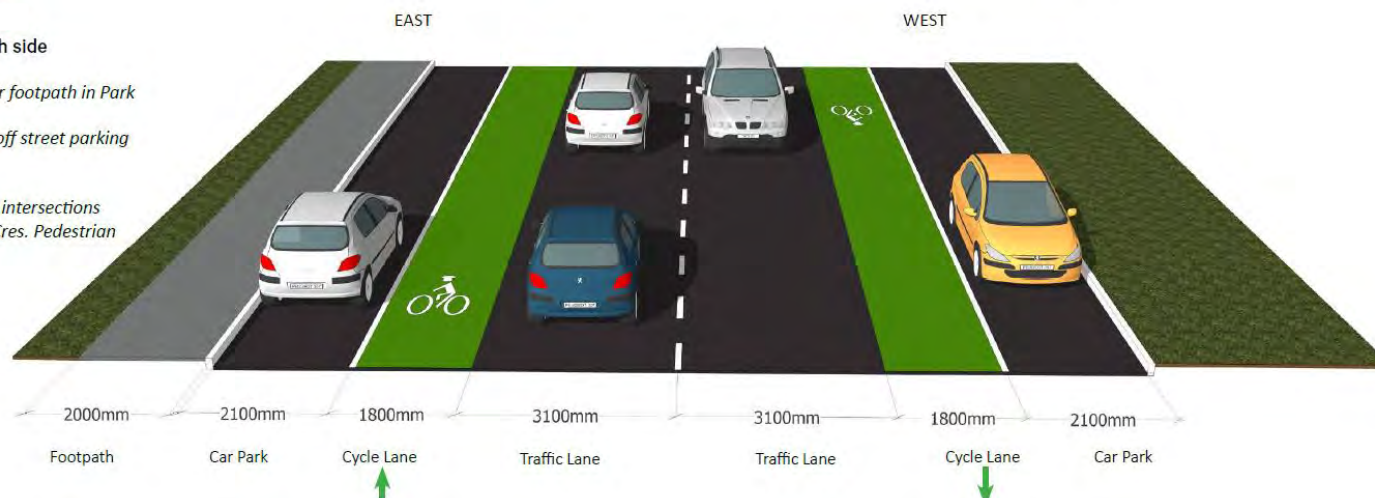 EAST
WEST
h side
r footpath in Park
off street parking
intersections
Cres. Pedestrian
2000mm
2100mm
1800mm
3100mm
3100mm
1800mm
2100mm
Footpath
Car Park
Cycle Lane
Traffic Lane
Traffic Lane
Cycle Lane
Car Park